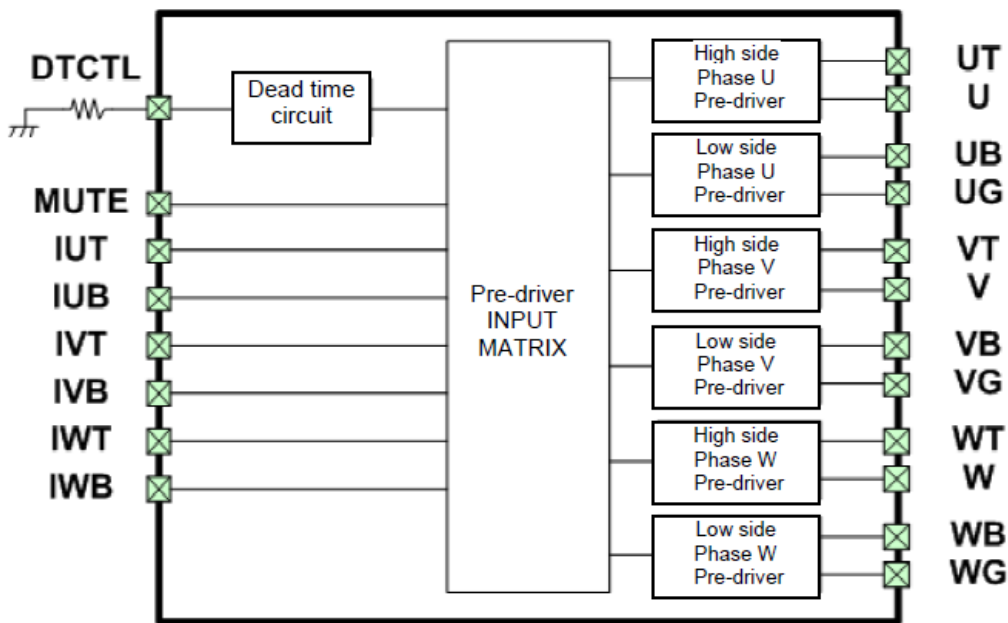 DTCTL
MUTE
IUT
IUB
IVT
IVB
IWT
IWB
Dead time
circuit
Pre-driver
INPUT
MATRIX
High side
Phase U
Pre-driver
Low side
Phase U
Pre-driver
High side
Phase V
Pre-driver
Low side
Phase V
Pre-driver
High side
Phase W
Pre-driver
Low side
Phase W
Pre-driver
UT
U
UB
UG
VT
V
VB
VG
WT
W
WB
WG